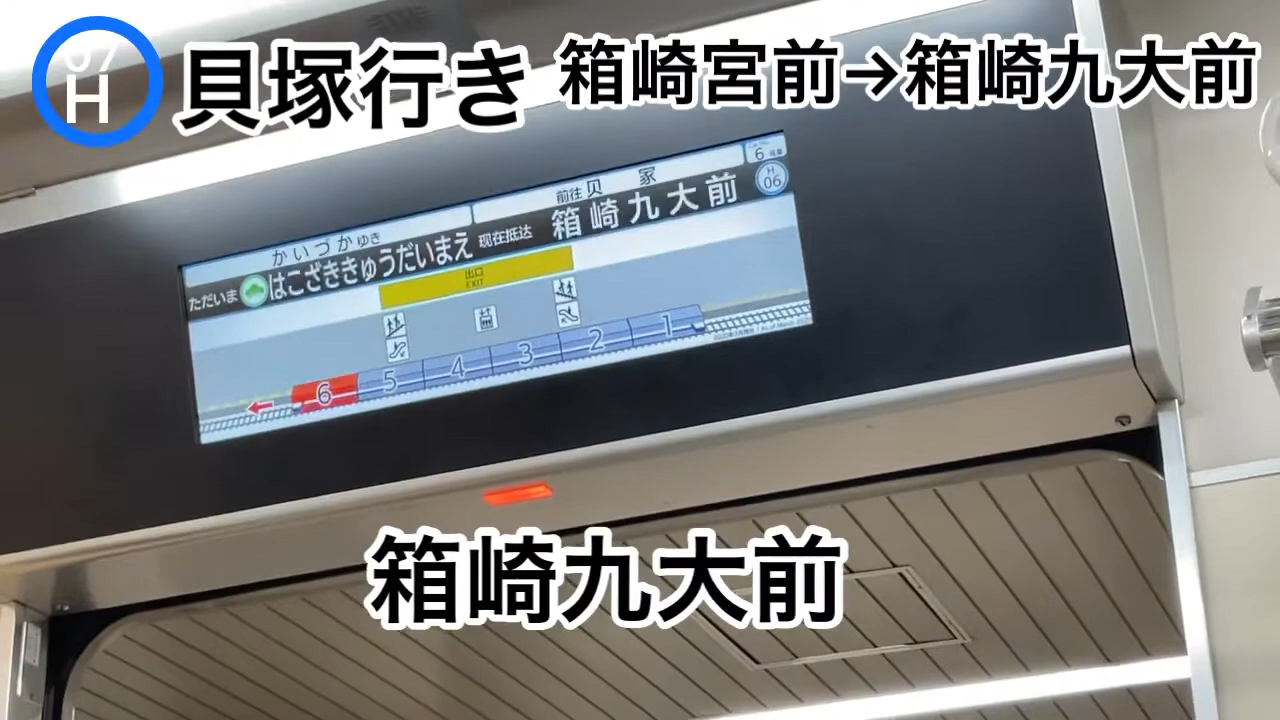 07
H
貝塚行き 箱崎宮前→箱崎九大前
かいづかゆき 前往 贝 冢
6号車
ただいま はこざききゅうだいまえ 现在抵达 箱崎九大前 H 06
出口
EXIT
6 5 4 3 2 1
箱崎九大前